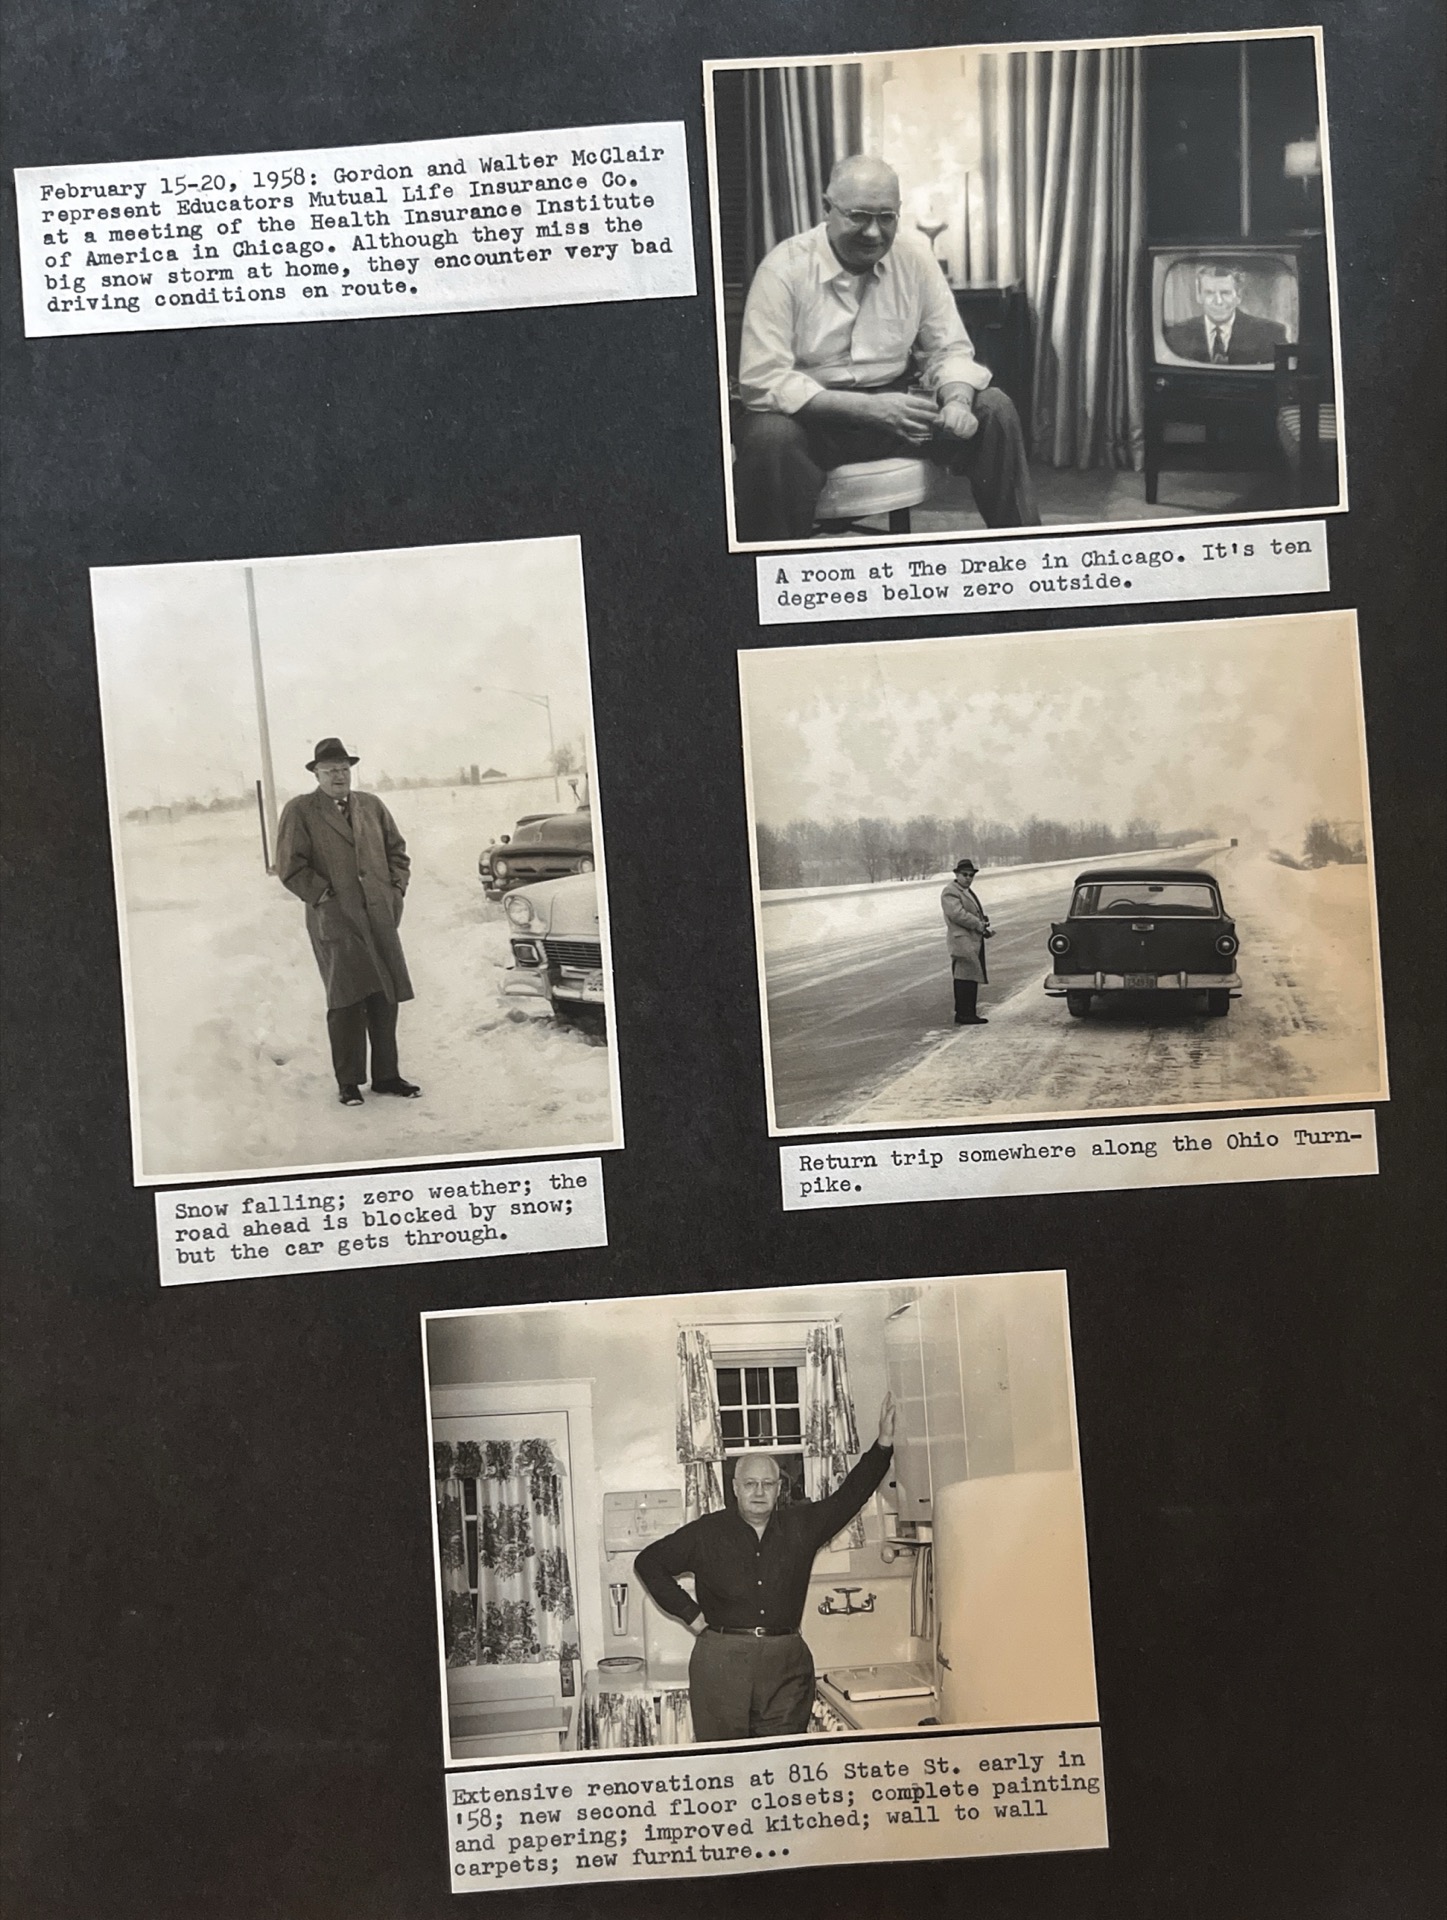 February 15-20, 1958: Gordon and Walter McClair
represent Educators Mutual Life Insurance Co.
at a meeting of the Health Insurance Institute
of America in Chicago. Although they miss the
big snow storm at home, they encounter very bad
driving conditions en route.
A room at The Drake in Chicago. It's ten
degrees below zero outside.
Snow falling; zero weather; the
road ahead is blocked by snow;
but the car gets through.
Return trip somewhere along the Ohio Turn-
pike.
Extensive renovations at 816 State St. early in
'58; new second floor closets; complete painting
and papering; improved kitched; wall to wall
carpets; new furniture...